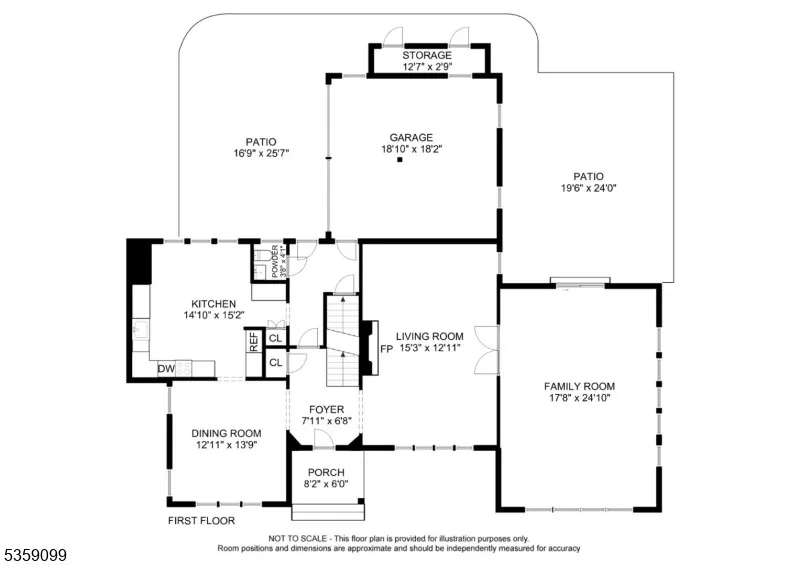 STORAGE
12'7" x 2'9"
GARAGE
18'10" x 18'2"
PATIO
16'9" x 25'7"
PATIO
19'6" x 24'0"
POWDER
3'6" x 4'1"
KITCHEN
14'10" x 15'2"
REF
CL
CL
DW
FP
LIVING ROOM
15'3" x 12'11"
FAMILY ROOM
17'8" x 24'10"
FOYER
7'11" x 6'8"
DINING ROOM
12'11" x 13'9"
PORCH
8'2" x 6'0"
FIRST FLOOR
NOT TO SCALE - This floor plan is provided for illustration purposes only.
Room positions and dimensions are approximate and should be independently measured for accuracy
5359099